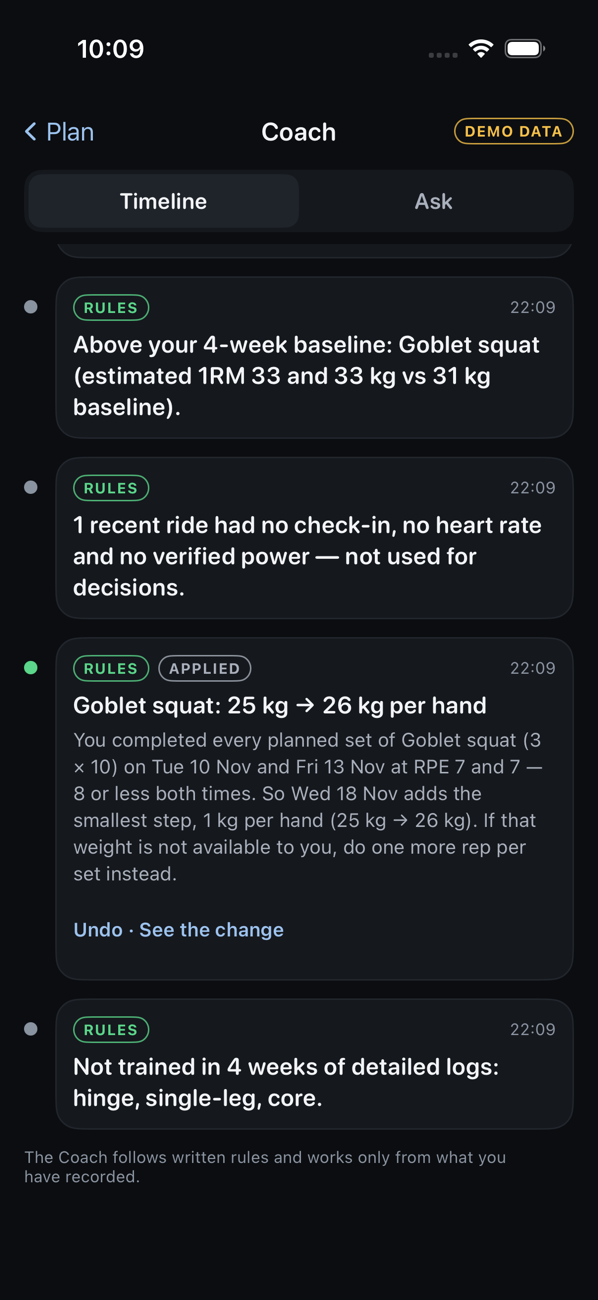 10:09
Plan
Coach
DEMO DATA
Timeline
Ask
RULES
22:09
Above your 4-week baseline: Goblet squat
(estimated 1RM 33 and 33 kg vs 31 kg
baseline).
RULES
22:09
1 recent ride had no check-in, no heart rate
and no verified power — not used for
decisions.
RULES
APPLIED
22:09
Goblet squat: 25 kg → 26 kg per hand
You completed every planned set of Goblet squat (3
× 10) on Tue 10 Nov and Fri 13 Nov at RPE 7 and 7 —
8 or less both times. So Wed 18 Nov adds the
smallest step, 1 kg per hand (25 kg → 26 kg). If that
weight is not available to you, do one more rep per
set instead.
Undo · See the change
RULES
22:09
Not trained in 4 weeks of detailed logs:
hinge, single-leg, core.
The Coach follows written rules and works only from what you
have recorded.